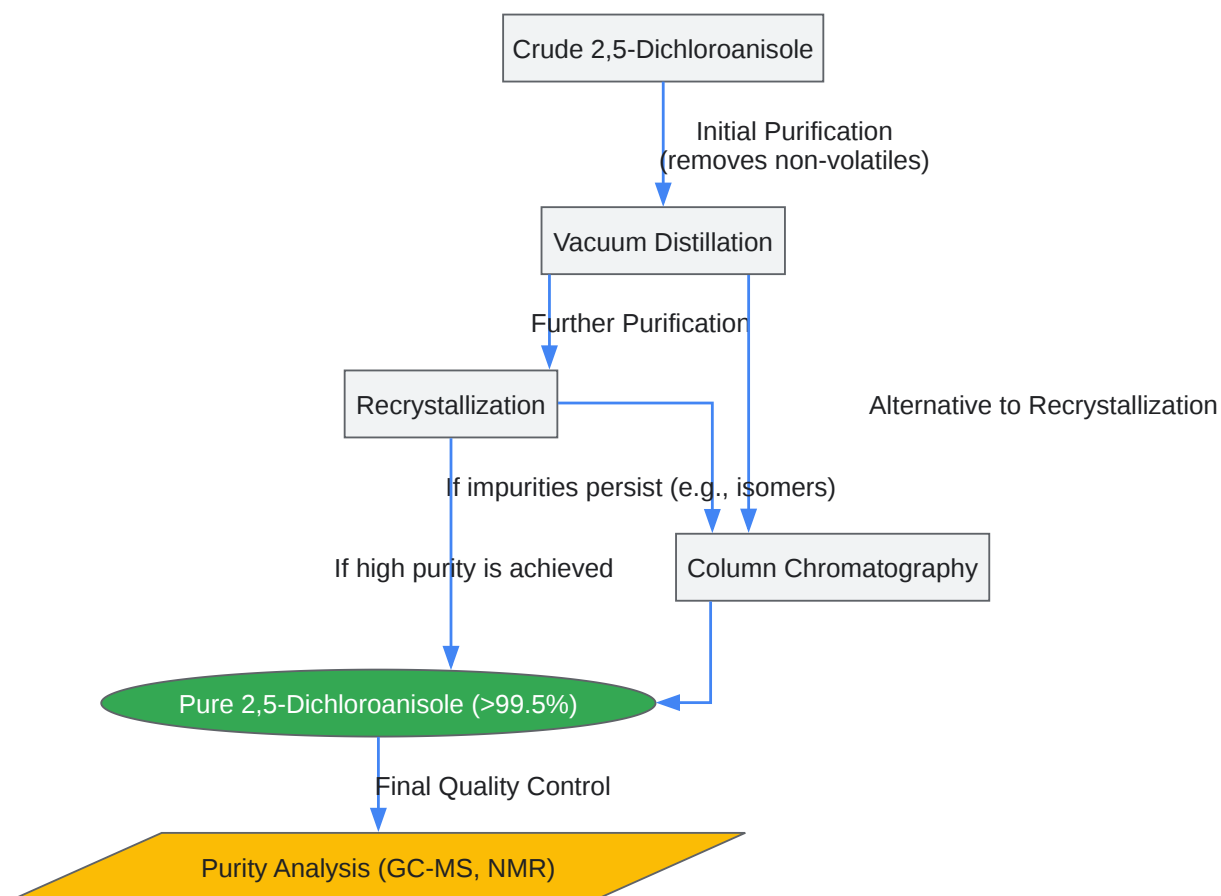 Crude 2,5-Dichloroanisole
Initial Purification
(removes non-volatiles)
Vacuum Distillation
Further Purification
Recrystallization
Alternative to Recrystallization
If impurities persist (e.g., isomers)
If high purity is achieved
Column Chromatography
Pure 2,5-Dichloroanisole (>99.5%)
Final Quality Control
Purity Analysis (GC-MS, NMR)